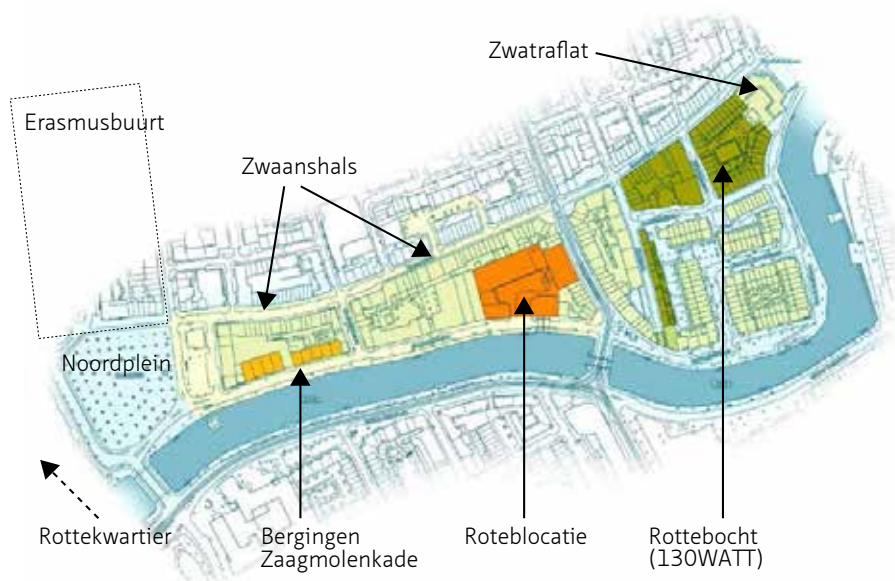 Zwatraflat
Erasmusbuurt
Zwaanshals
Noordplein
Rottekwartier
Bergingen
Zaagmolenkade
Roteblocatie
Rottebocht
(130WATT)